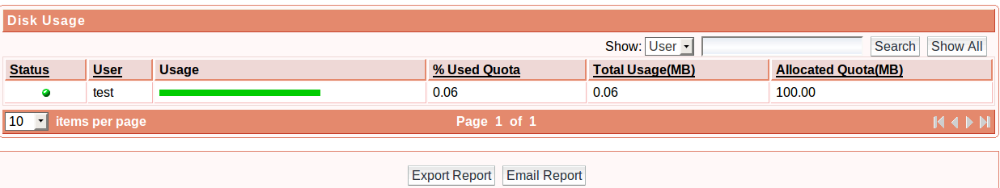 Disk Usage
Show: User Search Show All
Status User Usage % Used Quota Total Usage(MB) Allocated Quota(MB)
test 0.06 0.06 100.00
10 items per page Page 1 of 1
Export Report Email Report